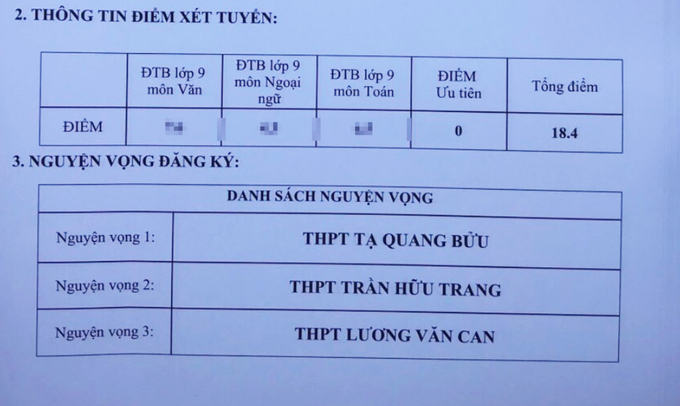 2. THÔNG TIN ĐIỂM XÉT TUYỂN:
ĐTB lớp 9 môn Văn
ĐTB lớp 9 môn Ngoại ngữ
ĐTB lớp 9 môn Toán
ĐIỂM Ưu tiên
Tổng điểm
ĐIỂM 0 18.4
3. NGUYỆN VỌNG ĐĂNG KÝ:
DANH SÁCH NGUYỆN VỌNG
Nguyện vọng 1: THPT TẠ QUANG BỬU
Nguyện vọng 2: THPT TRẦN HỮU TRANG
Nguyện vọng 3: THPT LƯƠNG VĂN CAN